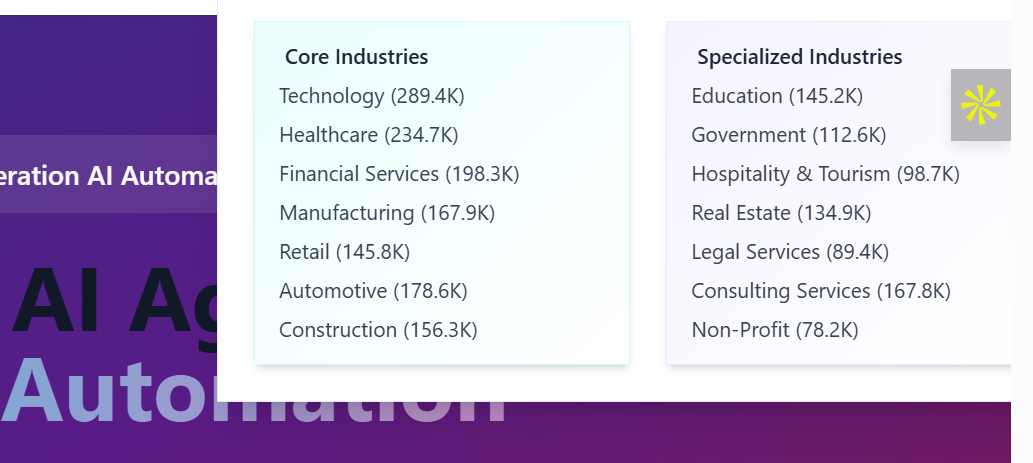 Core Industries
Technology (289.4K)
Healthcare (234.7K)
Financial Services (198.3K)
Manufacturing (167.9K)
Retail (145.8K)
Automotive (178.6K)
Construction (156.3K)
Specialized Industries
Education (145.2K)
Government (112.6K)
Hospitality & Tourism (98.7K)
Real Estate (134.9K)
Legal Services (89.4K)
Consulting Services (167.8K)
Non-Profit (78.2K)
eration AI Automa
AI Ag
Automation